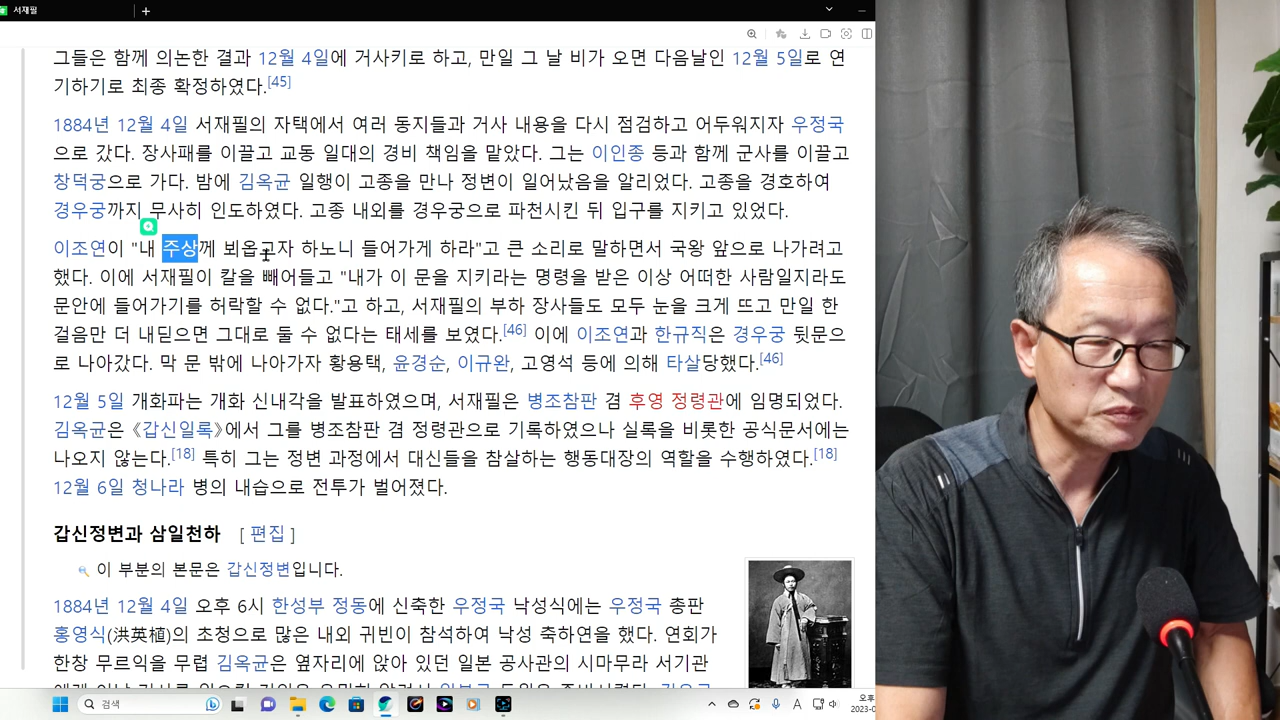 서재필
그들은 함께 의논한 결과 12월 4일에 거사키로 하고, 만일 그 날 비가 오면 다음날인 12월 5일로 연
기하기로 최종 확정하였다.[45]
1884년 12월 4일 서재필의 자택에서 여러 동지들과 거사 내용을 다시 점검하고 어두워지자 우정국
으로 갔다. 장사패를 이끌고 교동 일대의 경비 책임을 맡았다. 그는 이인종 등과 함께 군사를 이끌고
창덕궁으로 가다. 밤에 김옥균 일행이 고종을 만나 정변이 일어났음을 알리었다. 고종을 경호하여
경우궁까지 무사히 인도하였다. 고종 내외를 경우궁으로 파천시킨 뒤 입구를 지키고 있었다.
이조연이 "내 주상께 뵈옵고자 하노니 들어가게 하라"고 큰 소리로 말하면서 국왕 앞으로 나가려고
했다. 이에 서재필이 칼을 빼어들고 "내가 이 문을 지키라는 명령을 받은 이상 어떠한 사람일지라도
문안에 들어가기를 허락할 수 없다."고 하고, 서재필의 부하 장사들도 모두 눈을 크게 뜨고 만일 한
걸음만 더 내딛으면 그대로 둘 수 없다는 태세를 보였다.[46] 이에 이조연과 한규직은 경우궁 뒷문으
로 나아갔다. 막 문 밖에 나아가자 황용택, 윤경순, 이규완, 고영석 등에 의해 타살당했다.[46]
12월 5일 개화파는 개화 신내각을 발표하였으며, 서재필은 병조참판 겸 후영 정령관에 임명되었다.
김옥균은 《갑신일록》에서 그를 병조참판 겸 정령관으로 기록하였으나 실록을 비롯한 공식문서에는
나오지 않는다.[18] 특히 그는 정변 과정에서 대신들을 참살하는 행동대장의 역할을 수행하였다.[18]
12월 6일 청나라 병의 내습으로 전투가 벌어졌다.
갑신정변과 삼일천하 [ 편집 ]
이 부분의 본문은 갑신정변입니다.
1884년 12월 4일 오후 6시 한성부 정동에 신축한 우정국 낙성식에는 우정국 총판
홍영식(洪英植)의 초청으로 많은 내외 귀빈이 참석하여 낙성 축하연을 했다. 연회가
한창 무르익을 무렵 김옥균은 옆자리에 앉아 있던 일본 공사관의 시마무라 서기관
검색
A
오후
2023-0